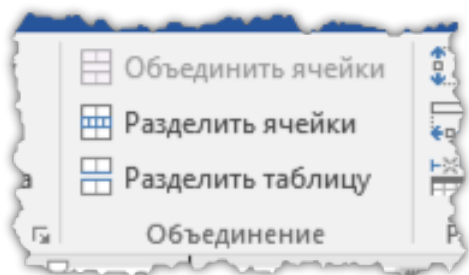 Объединить ячейки
Разделить ячейки
Разделить таблицу
Объединение